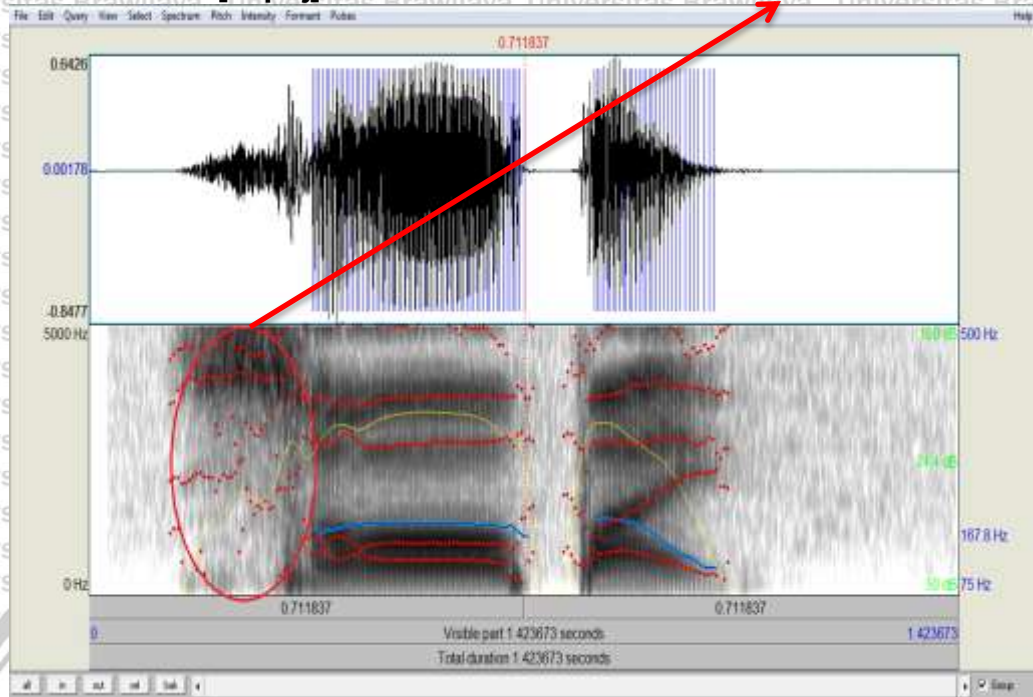 File Edit Query View Select Spectrum Pitch Intensity Formant Pulses Help
0.711837
0.6426
0.00178
-0.8477
5000 Hz 500 Hz
167.8 Hz
0 Hz 75 Hz
0.711837 0.711837
0 Visible part 1.423673 seconds 1.423673
Total duration 1.423673 seconds
all in out sel bak Group